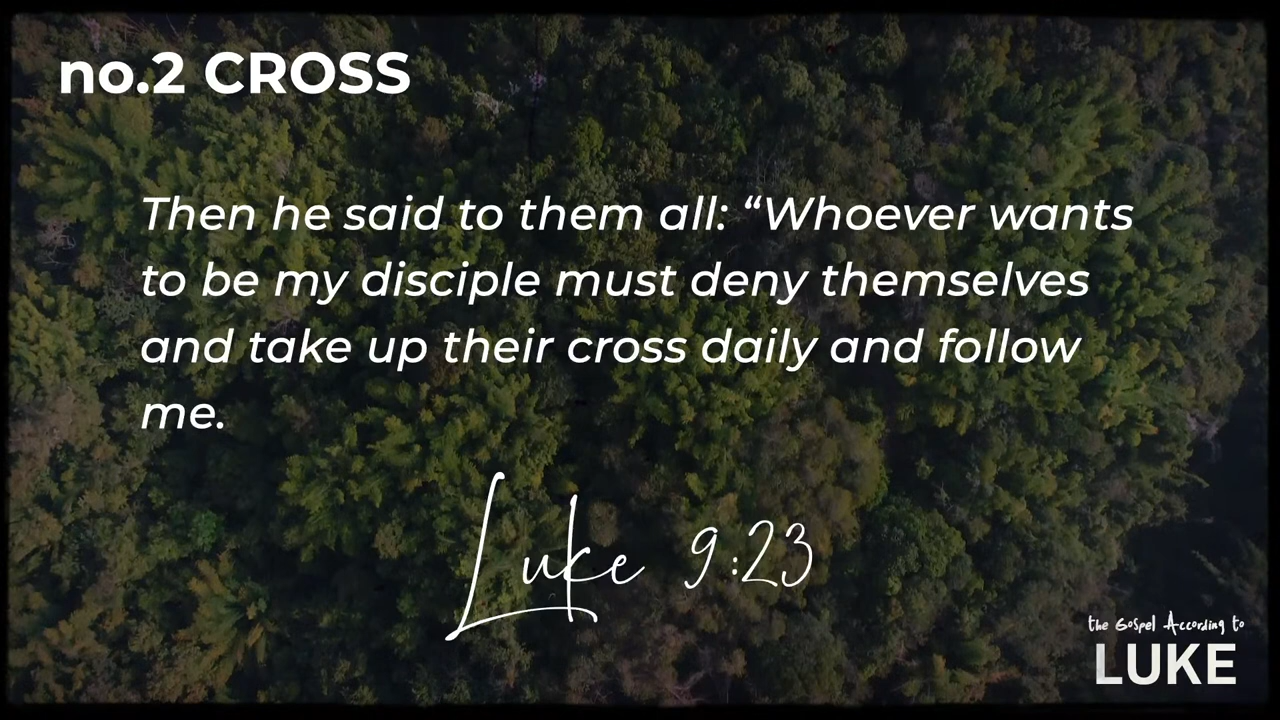 no.2 CROSS
Then he said to them all: “Whoever wants
to be my disciple must deny themselves
and take up their cross daily and follow
me.
Luke 9:23
the Gospel According to
LUKE